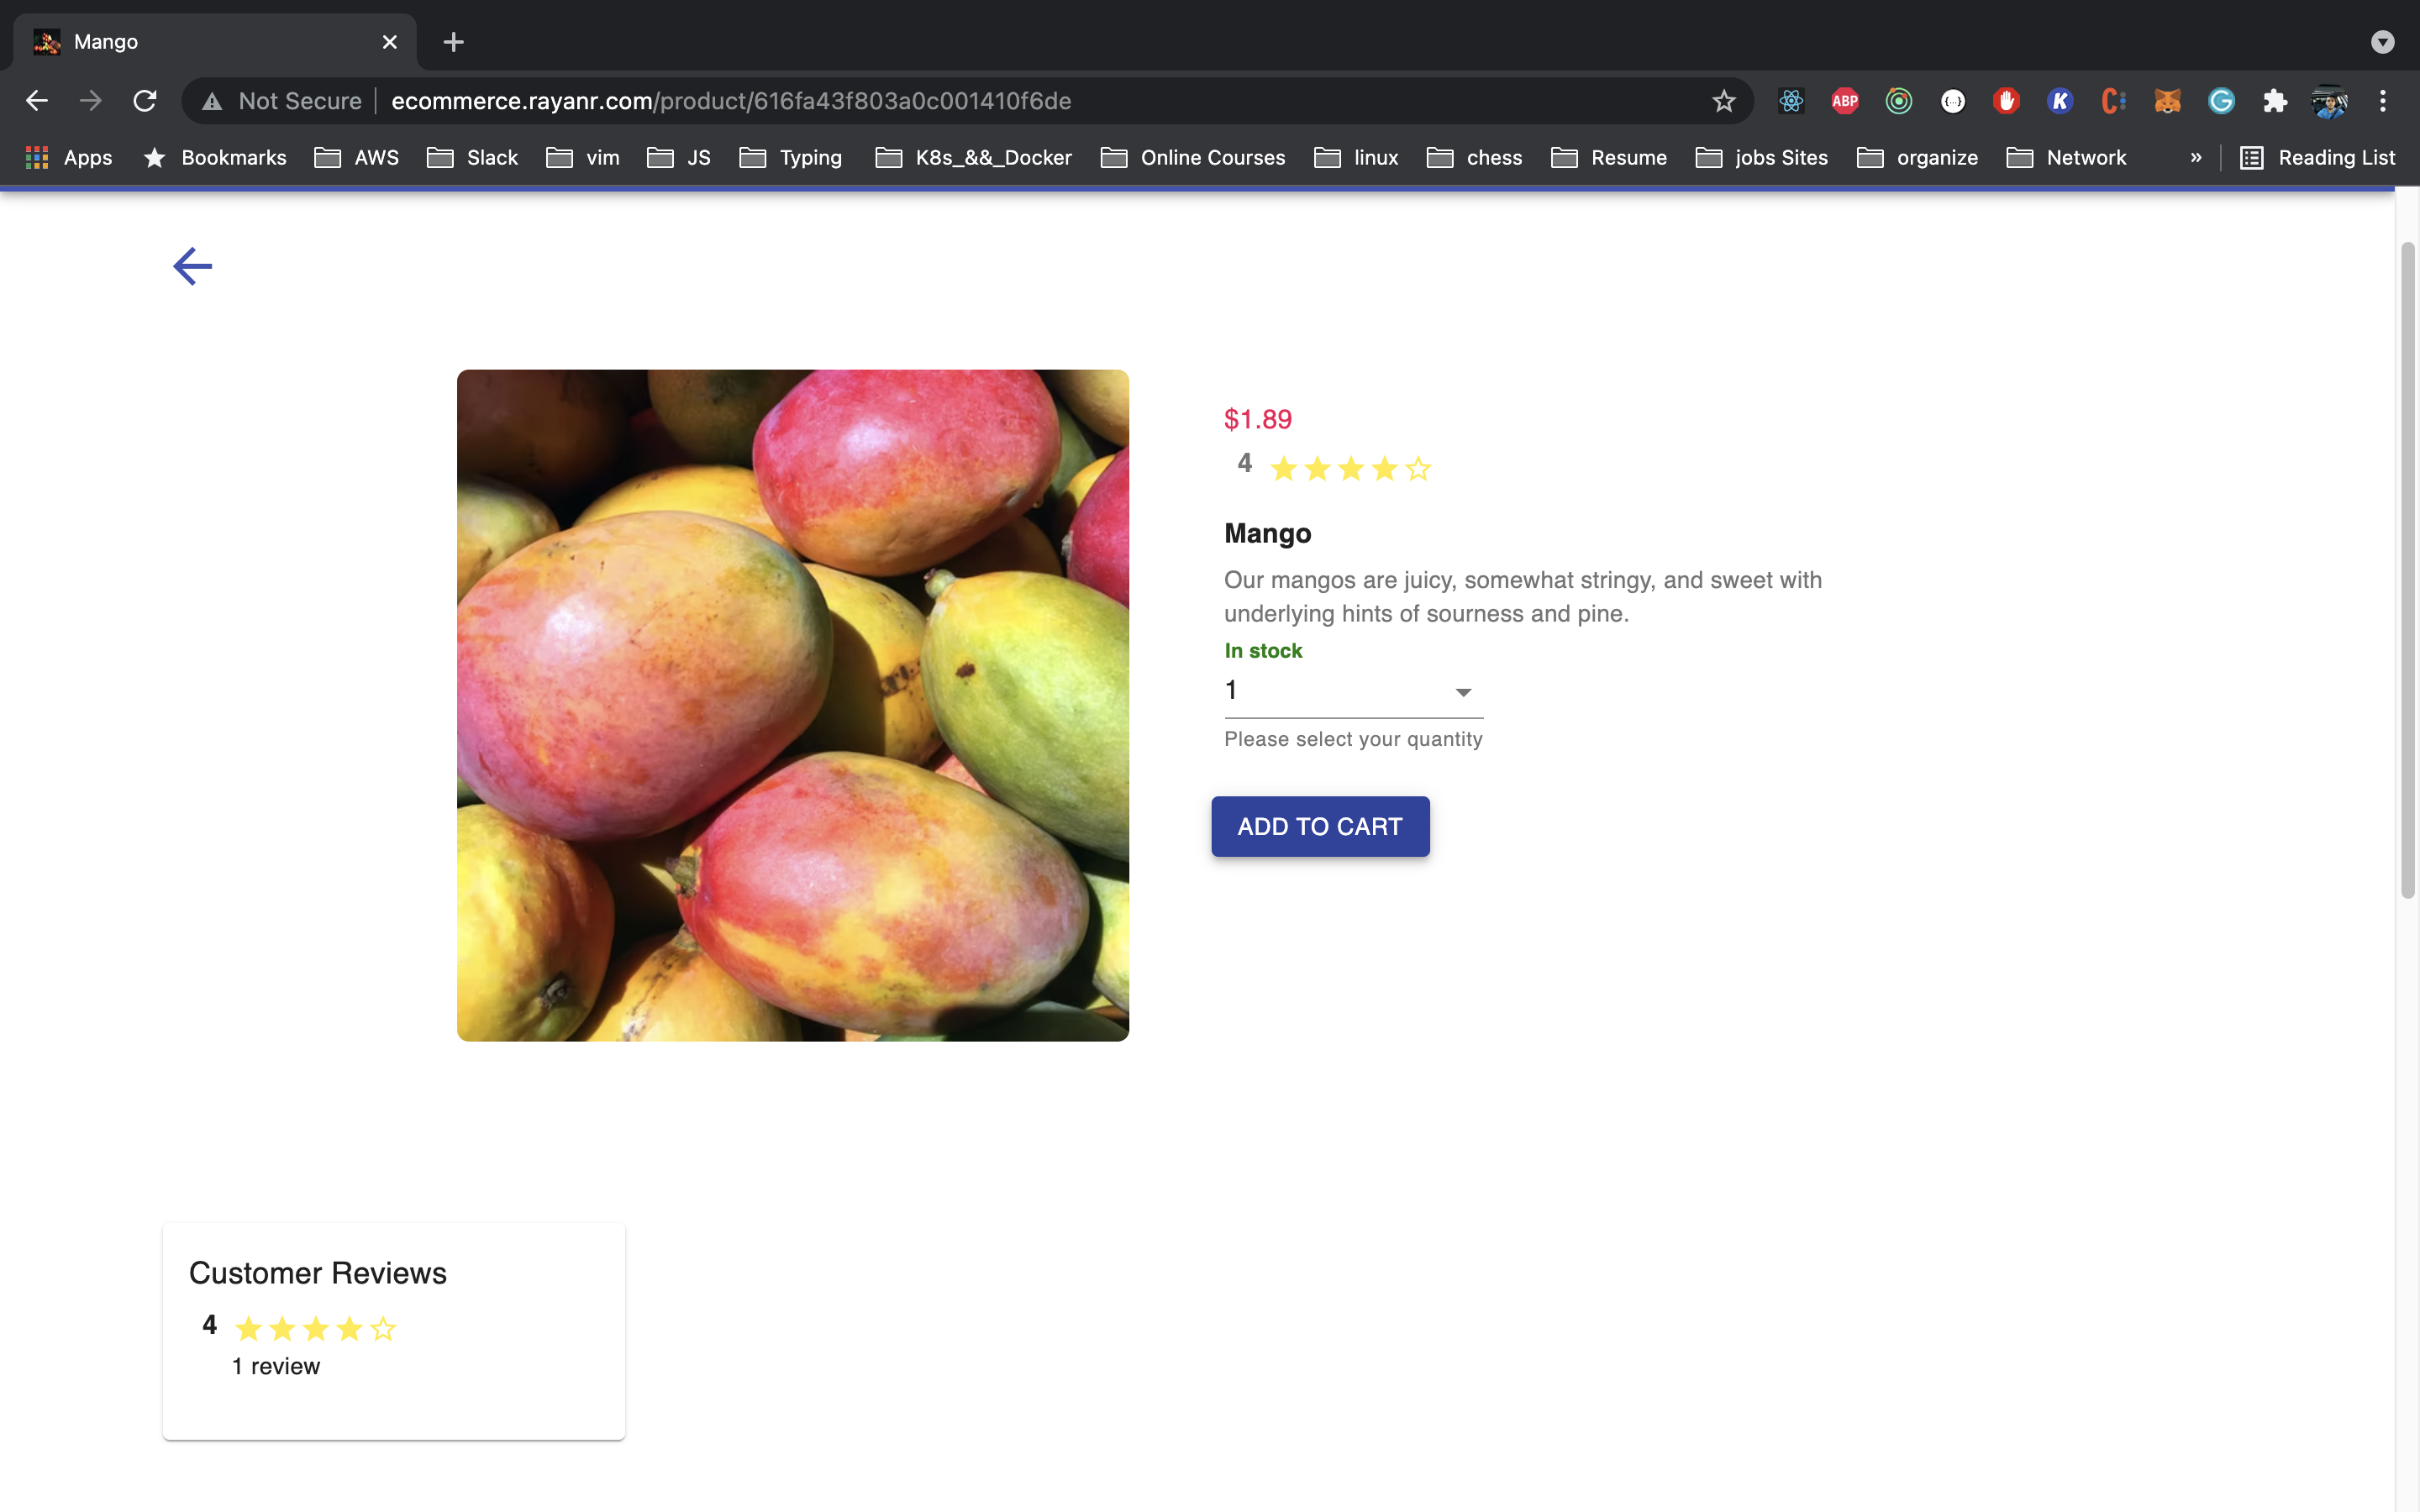 Mango
Not Secure ecommerce.rayanr.com/product/616fa43f803a0c001410f6de
ABP
Apps Bookmarks AWS Slack vim JS Typing K8s_&&_Docker Online Courses linux chess Resume jobs Sites organize Network » Reading List
$1.89
4
Mango
Our mangos are juicy, somewhat stringy, and sweet with
underlying hints of sourness and pine.
In stock
1
Please select your quantity
ADD TO CART
Customer Reviews
4
1 review